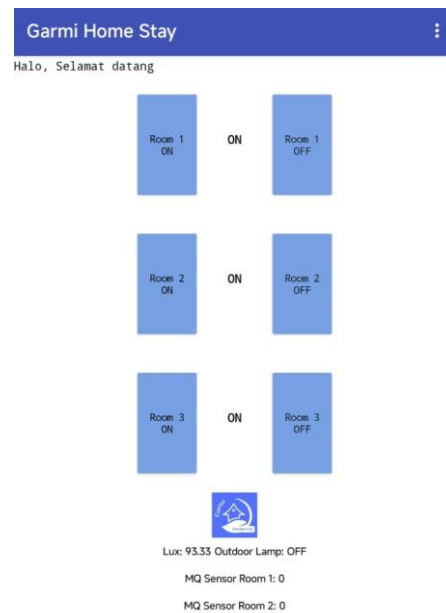 Garmi Home Stay
Halo, Selamat datang
Room 1
ON
ON
Room 1
OFF
Room 2
ON
ON
Room 2
OFF
Room 3
ON
ON
Room 3
OFF
Lux: 93.33 Outdoor Lamp: OFF
MQ Sensor Room 1: 0
MQ Sensor Room 2: 0